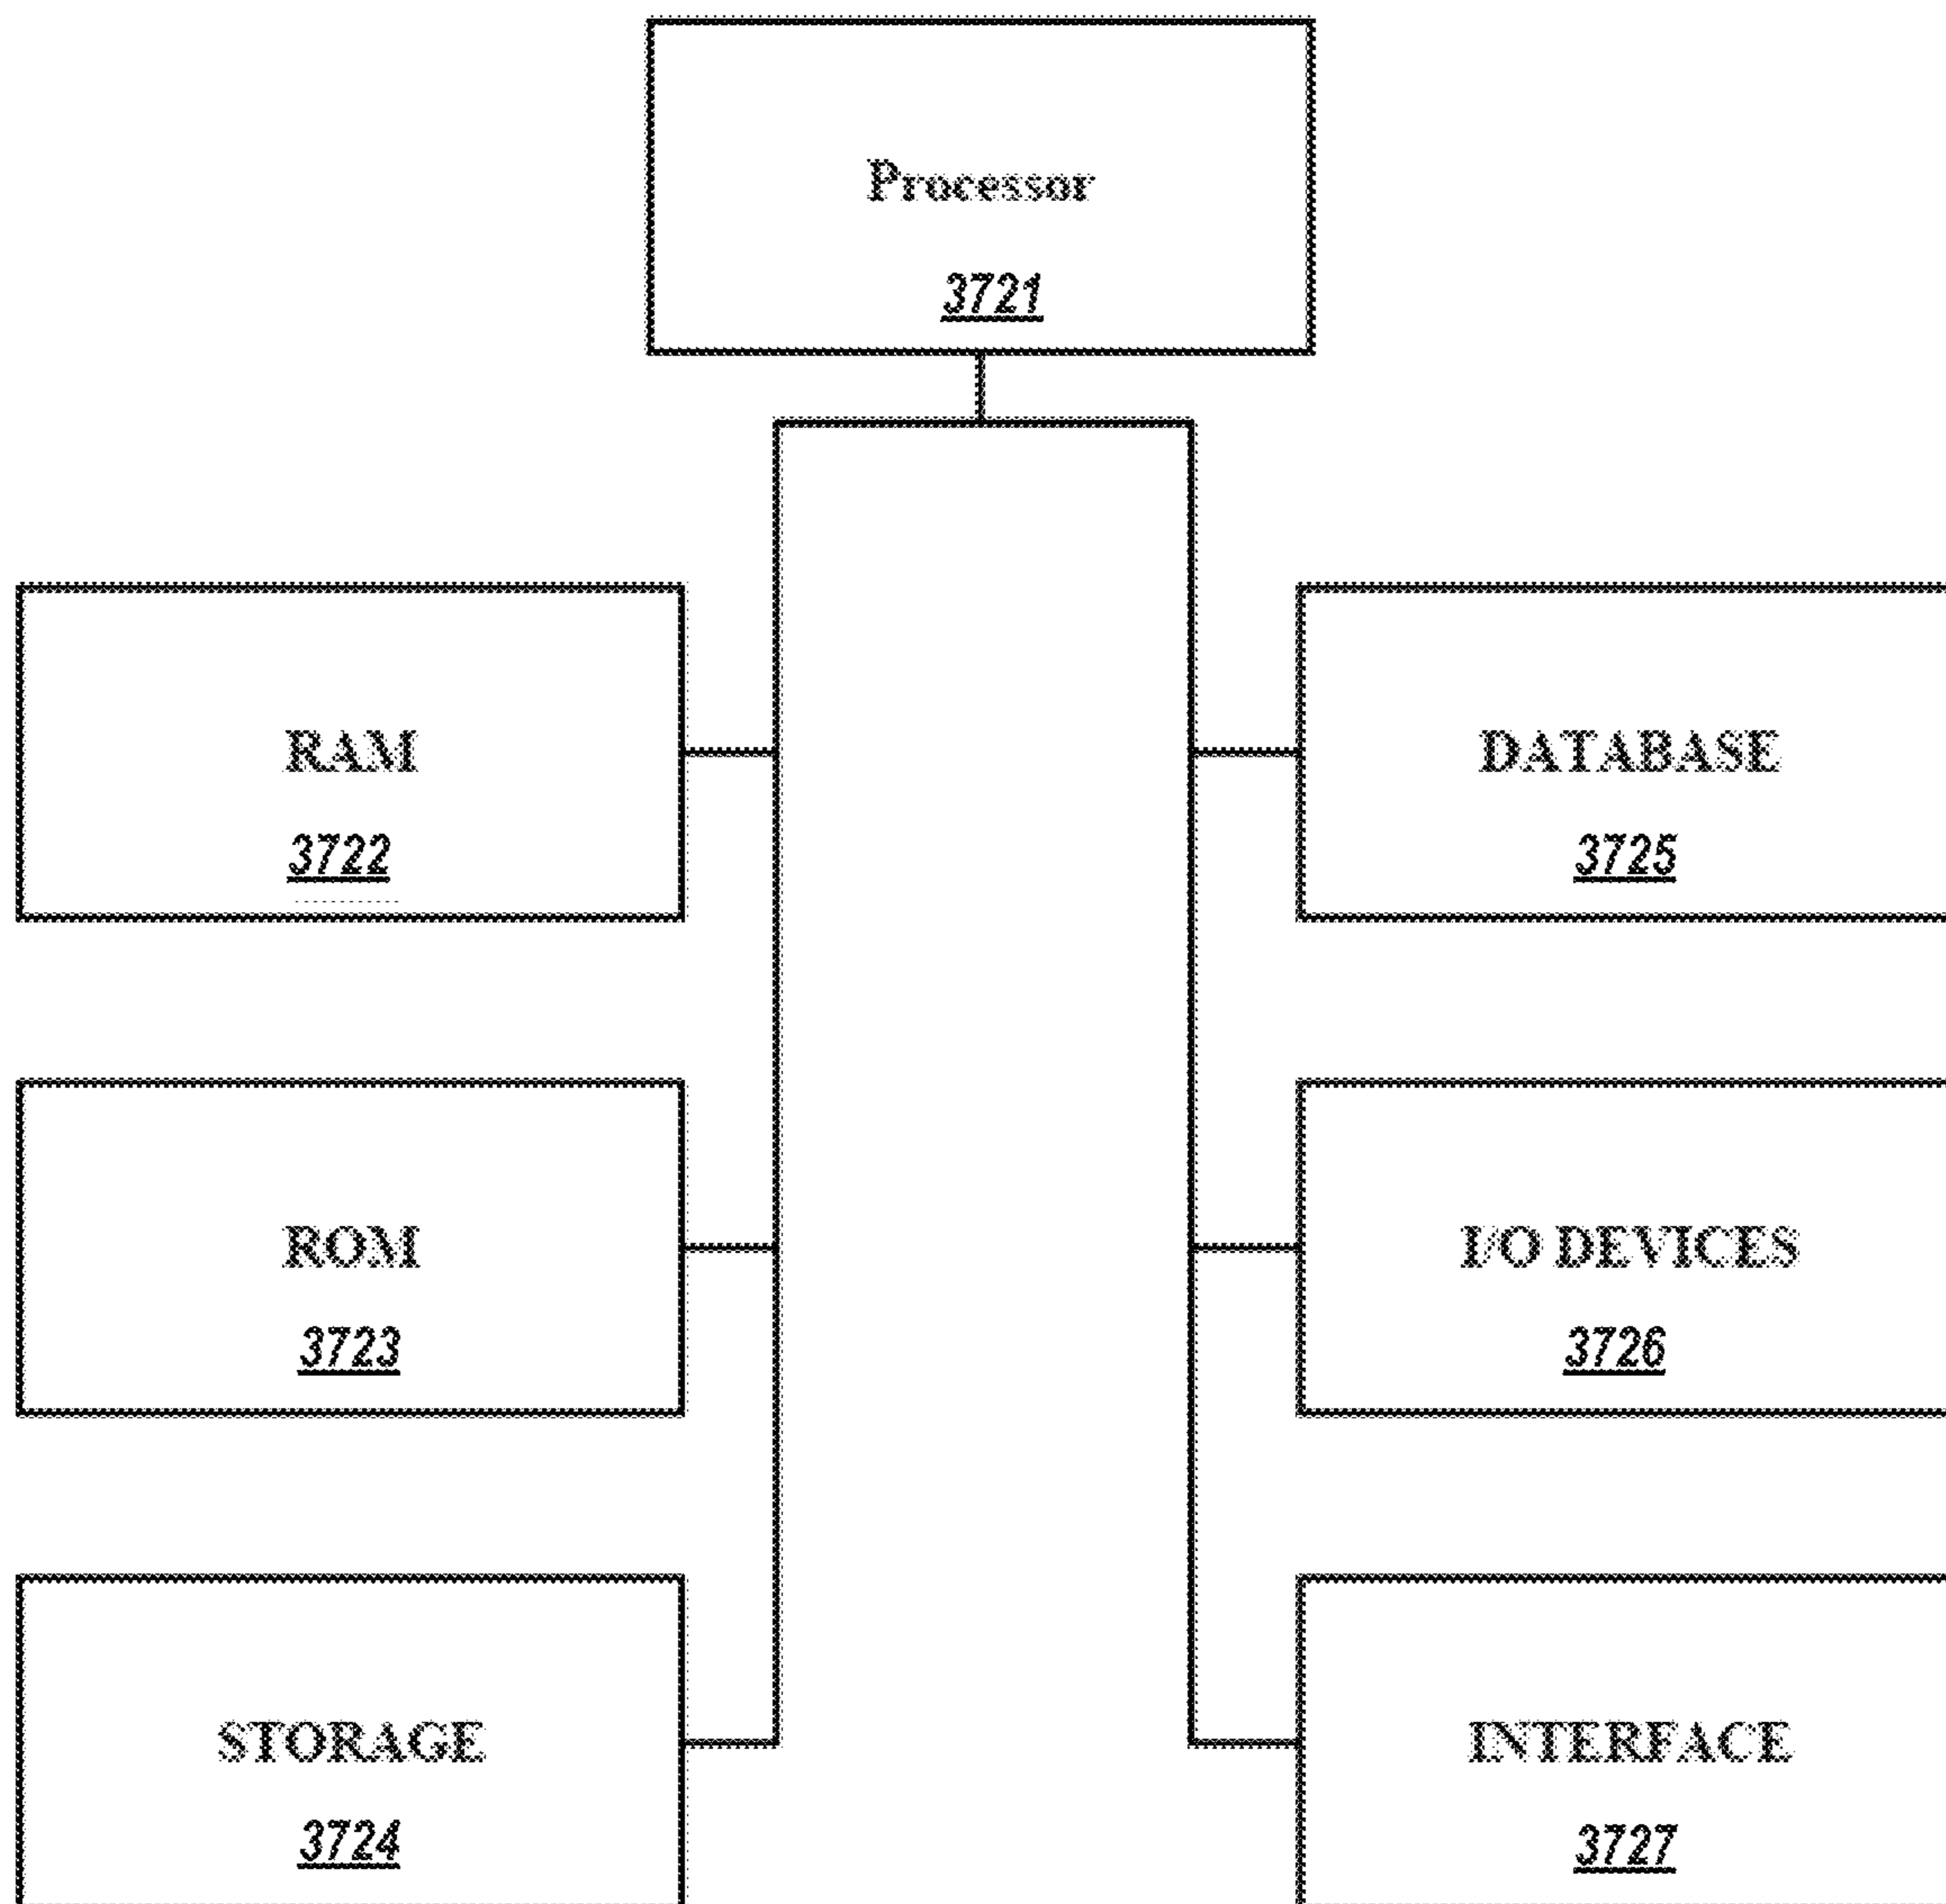 Processor
3721
RAM
3722
DATABASE
3725
ROM
3723
I/O DEVICES
3726
STORAGE
3724
INTERFACE
3727